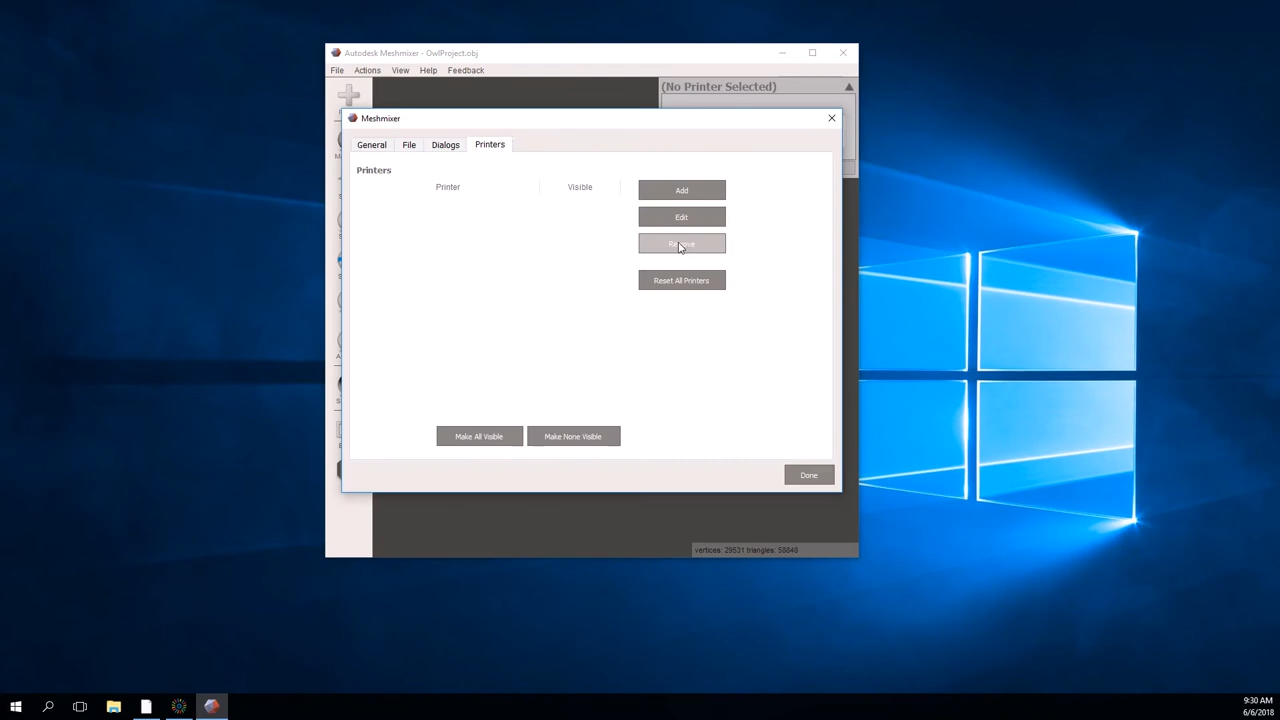 Autodesk Meshmixer - OwlProject.obj
File Actions View Help Feedback
(No Printer Selected)
Meshmixer
General File Dialogs Printers
Printers
Printer Visible
Add
Edit
Remove
Reset All Printers
Make All Visible Make None Visible
Done
vertices: 29531 triangles: 58848
9:30 AM
6/6/2018